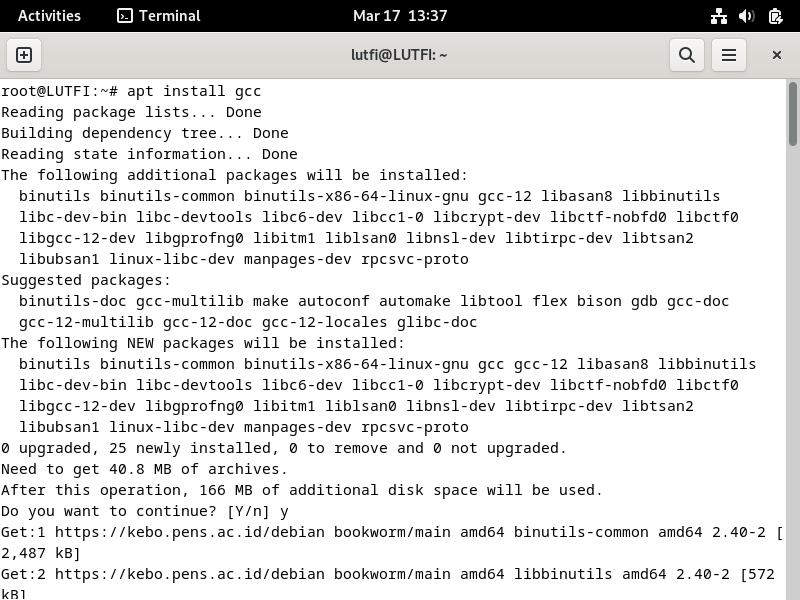 Activities Terminal Mar 17 13:37
lutfi@LUTFI: ~
root@LUTFI:~# apt install gcc
Reading package lists... Done
Building dependency tree... Done
Reading state information... Done
The following additional packages will be installed:
  binutils binutils-common binutils-x86-64-linux-gnu gcc-12 libasan8 libbinutils
  libc-dev-bin libc-devtools libc6-dev libcc1-0 libcrypt-dev libctf-nobfd0 libctf0
  libgcc-12-dev libgprofng0 libitm1 liblsan0 libnsl-dev libtirpc-dev libtsan2
  libubsan1 linux-libc-dev manpages-dev rpcsvc-proto
Suggested packages:
  binutils-doc gcc-multilib make autoconf automake libtool flex bison gdb gcc-doc
  gcc-12-multilib gcc-12-doc gcc-12-locales glibc-doc
The following NEW packages will be installed:
  binutils binutils-common binutils-x86-64-linux-gnu gcc gcc-12 libasan8 libbinutils
  libc-dev-bin libc-devtools libc6-dev libcc1-0 libcrypt-dev libctf-nobfd0 libctf0
  libgcc-12-dev libgprofng0 libitm1 liblsan0 libnsl-dev libtirpc-dev libtsan2
  libubsan1 linux-libc-dev manpages-dev rpcsvc-proto
0 upgraded, 25 newly installed, 0 to remove and 0 not upgraded.
Need to get 40.8 MB of archives.
After this operation, 166 MB of additional disk space will be used.
Do you want to continue? [Y/n] y
Get:1 https://kebo.pens.ac.id/debian bookworm/main amd64 binutils-common amd64 2.40-2 [
2,487 kB]
Get:2 https://kebo.pens.ac.id/debian bookworm/main amd64 libbinutils amd64 2.40-2 [572
kB]